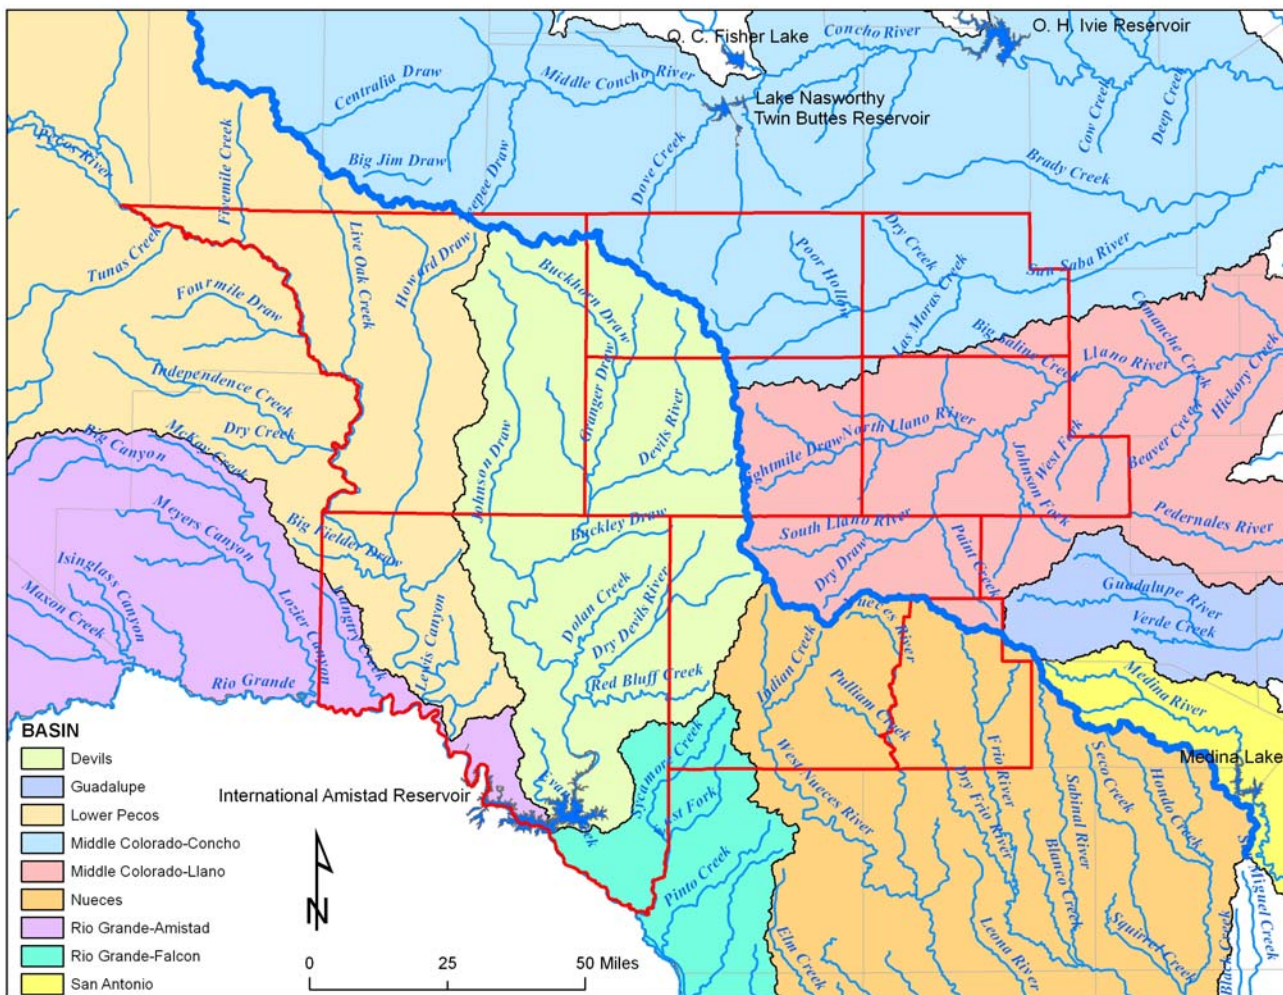 O. C. Fisher Lake
Concho River
O. H. Ivie Reservoir
Centralia Draw
Middle Concho River
Lake Nasworthy
Twin Buttes Reservoir
Cow Creek
Deep Creek
Pecos River
Fivemile Creek
Big Jim Draw
Dove Creek
Brady Creek
Tunas Creek
Live Oak Creek
Howard Draw
Buckhorn Draw
Poor Hollow
Dry Creek
San Saba River
Fourmile Draw
Las Moras Creek
Big Saline Creek
Comanche Creek
Llano River
Hickory Creek
Independence Creek
Granger Draw
Devils River
Dry Creek
McKay Creek
Big Canyon
Johnson Draw
North Llano River
Johnson Fork
West Fork
Beaver Creek
Meyers Canyon
Big Fielder Draw
Buckley Draw
South Llano River
Paint Creek
Pedernales River
Isinglass Canyon
Maxon Creek
Lozier Canyon
Langtry Creek
Lewis Canyon
Dolan Creek
Dry Devils River
Dry Draw
Guadalupe River
Verde Creek
Rio Grande
Red Bluff Creek
Indian Creek
Nueces River
Pulliam Creek
Medina River
Medina Lake
BASIN
Devils
Guadalupe
Lower Pecos
Middle Colorado-Concho
Middle Colorado-Llano
Nueces
Rio Grande-Amistad
Rio Grande-Falcon
San Antonio
International Amistad Reservoir
Sycamore Creek
East Fork
Pinto Creek
West Nueces River
Dry Frio River
Frio River
Sabinal River
Seco Creek
Hondo Creek
Blanco Creek
Elm Creek
Leona River
Squirrel Creek
Black Creek
San Miguel Creek
N
0 25 50 Miles